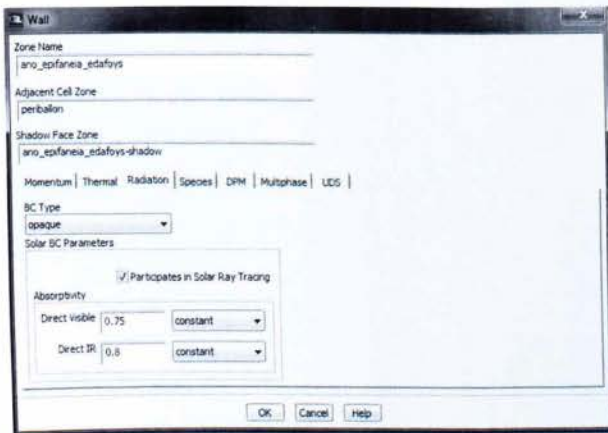 Wall
Zone Name
ano_epifaneia_edafoys
Adjacent Cell Zone
periballon
Shadow Face Zone
ano_epifaneia_edafoys-shadow
Momentum Thermal Radiation Species DPM Multiphase UDS
BC Type
opaque
Solar BC Parameters
Participates in Solar Ray Tracing
Absorptivity
Direct Visible 0.75 constant
Direct IR 0.8 constant
OK Cancel Help